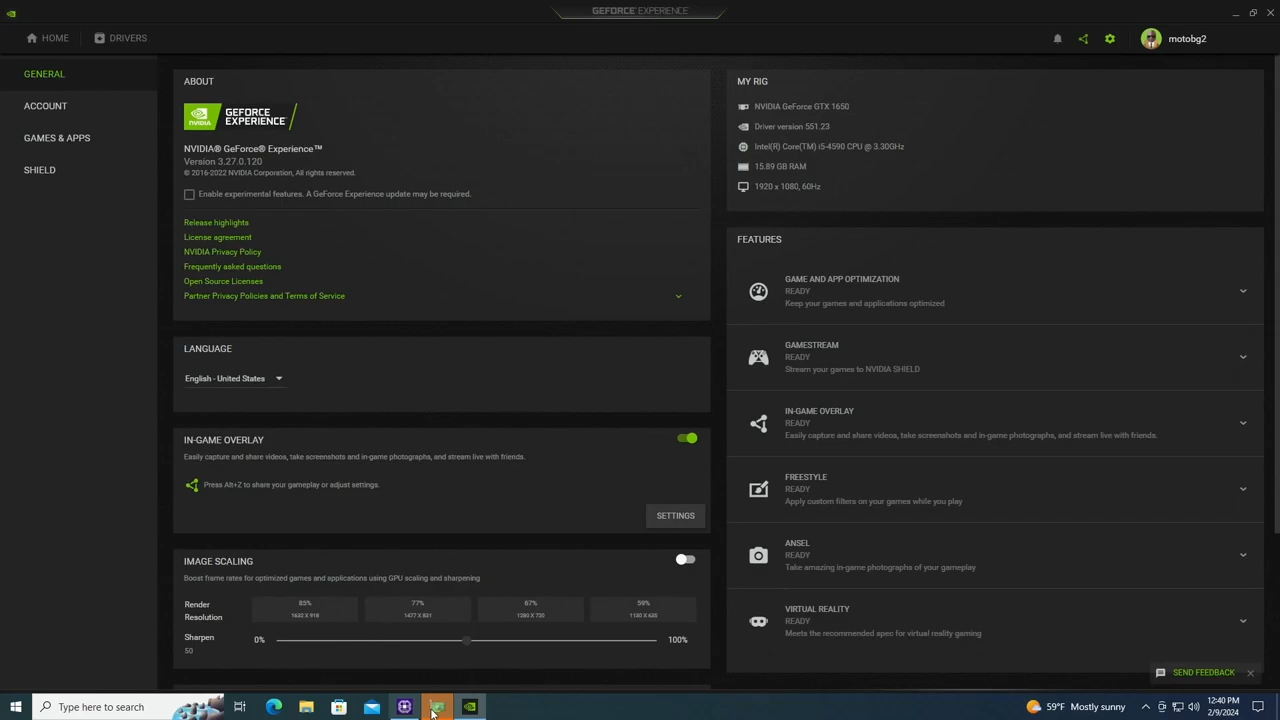 GEFORCE EXPERIENCE
HOME
DRIVERS
motobg2
GENERAL
ACCOUNT
GAMES & APPS
SHIELD
ABOUT
NVIDIA
GEFORCE
EXPERIENCE
NVIDIA® GeForce® Experience™
Version 3.27.0.120
© 2016-2022 NVIDIA Corporation, All rights reserved.
Enable experimental features. A GeForce Experience update may be required.
Release highlights
License agreement
NVIDIA Privacy Policy
Frequently asked questions
Open Source Licenses
Partner Privacy Policies and Terms of Service
LANGUAGE
English - United States
IN-GAME OVERLAY
Easily capture and share videos, take screenshots and in-game photographs, and stream live with friends.
Press Alt+Z to share your gameplay or adjust settings.
SETTINGS
IMAGE SCALING
Boost frame rates for optimized games and applications using GPU scaling and sharpening
Render
Resolution
85%
1632 X 918
77%
1477 X 831
67%
1280 X 720
59%
1130 X 635
Sharpen
50
0%
100%
MY RIG
NVIDIA GeForce GTX 1650
Driver version 551.23
Intel(R) Core(TM) i5-4590 CPU @ 3.30GHz
15.89 GB RAM
1920 x 1080, 60Hz
FEATURES
GAME AND APP OPTIMIZATION
READY
Keep your games and applications optimized
GAMESTREAM
READY
Stream your games to NVIDIA SHIELD
IN-GAME OVERLAY
READY
Easily capture and share videos, take screenshots and in-game photographs, and stream live with friends.
FREESTYLE
READY
Apply custom filters on your games while you play
ANSEL
READY
Take amazing in-game photographs of your gameplay
VIRTUAL REALITY
READY
Meets the recommended spec for virtual reality gaming
SEND FEEDBACK
Type here to search
59°F Mostly sunny
12:40 PM
2/9/2024